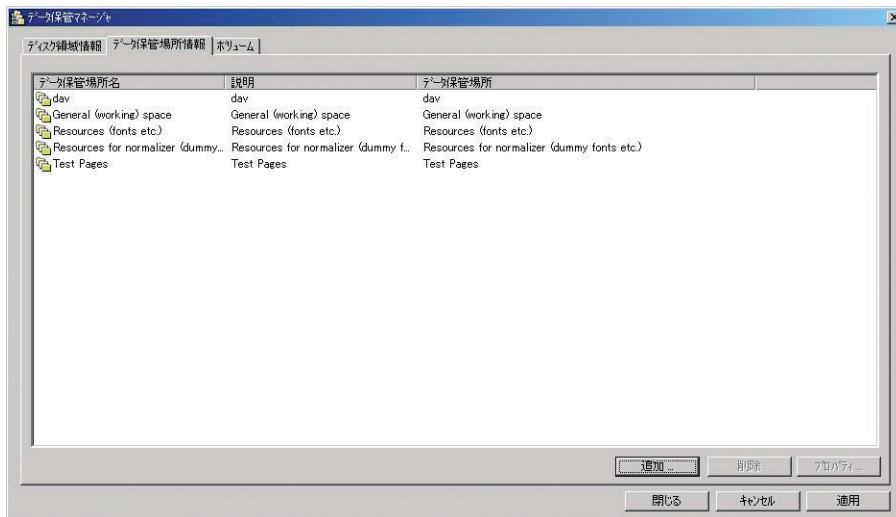 データ保管マネージャ
ディスク領域情報 データ保管場所情報 ボリューム
データ保管場所名 説明 データ保管場所
dav dav dav
General (working) space General (working) space General (working) space
Resources (fonts etc.) Resources (fonts etc.) Resources (fonts etc.)
Resources for normalizer (dummy... Resources for normalizer (dummy f... Resources for normalizer (dummy fonts etc.)
Test Pages Test Pages Test Pages
追加 ... 削除 プロパティ ...
閉じる キャンセル 適用